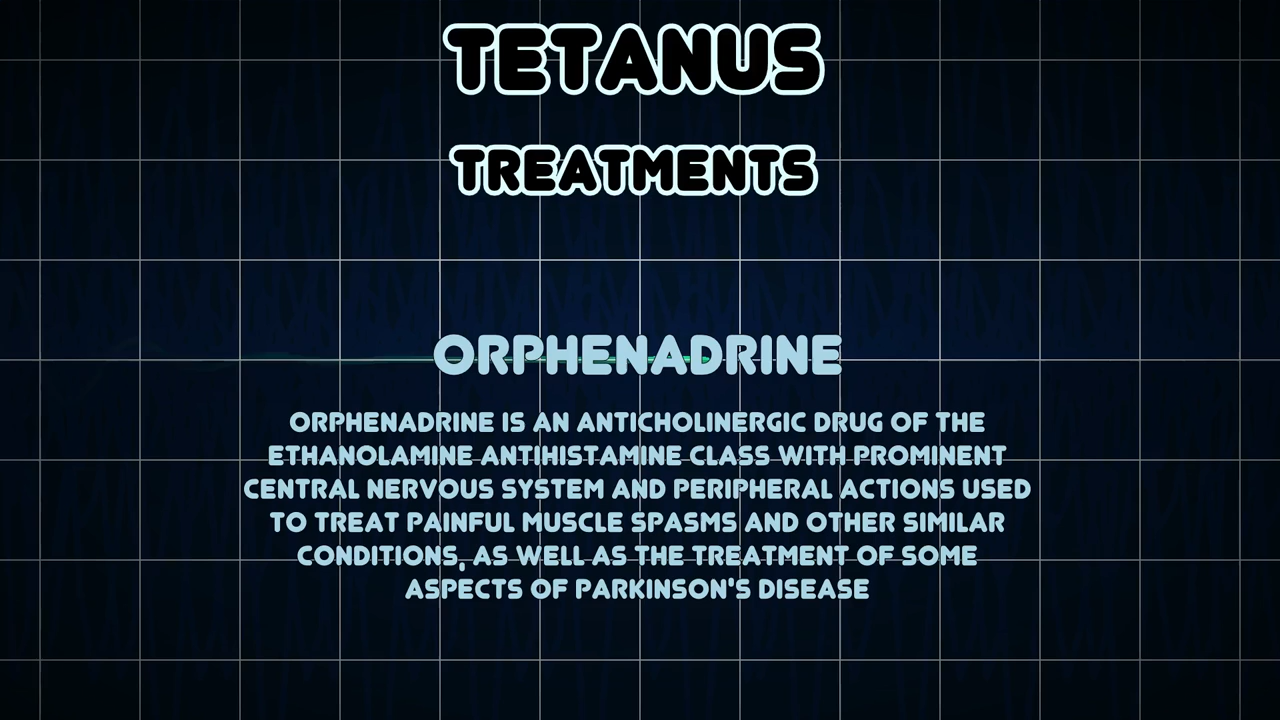 TETANUS
TREATMENTS
ORPHENADRINE
ORPHENADRINE IS AN ANTICHOLINERGIC DRUG OF THE
ETHANOLAMINE ANTIHISTAMINE CLASS WITH PROMINENT
CENTRAL NERVOUS SYSTEM AND PERIPHERAL ACTIONS USED
TO TREAT PAINFUL MUSCLE SPASMS AND OTHER SIMILAR
CONDITIONS, AS WELL AS THE TREATMENT OF SOME
ASPECTS OF PARKINSON'S DISEASE